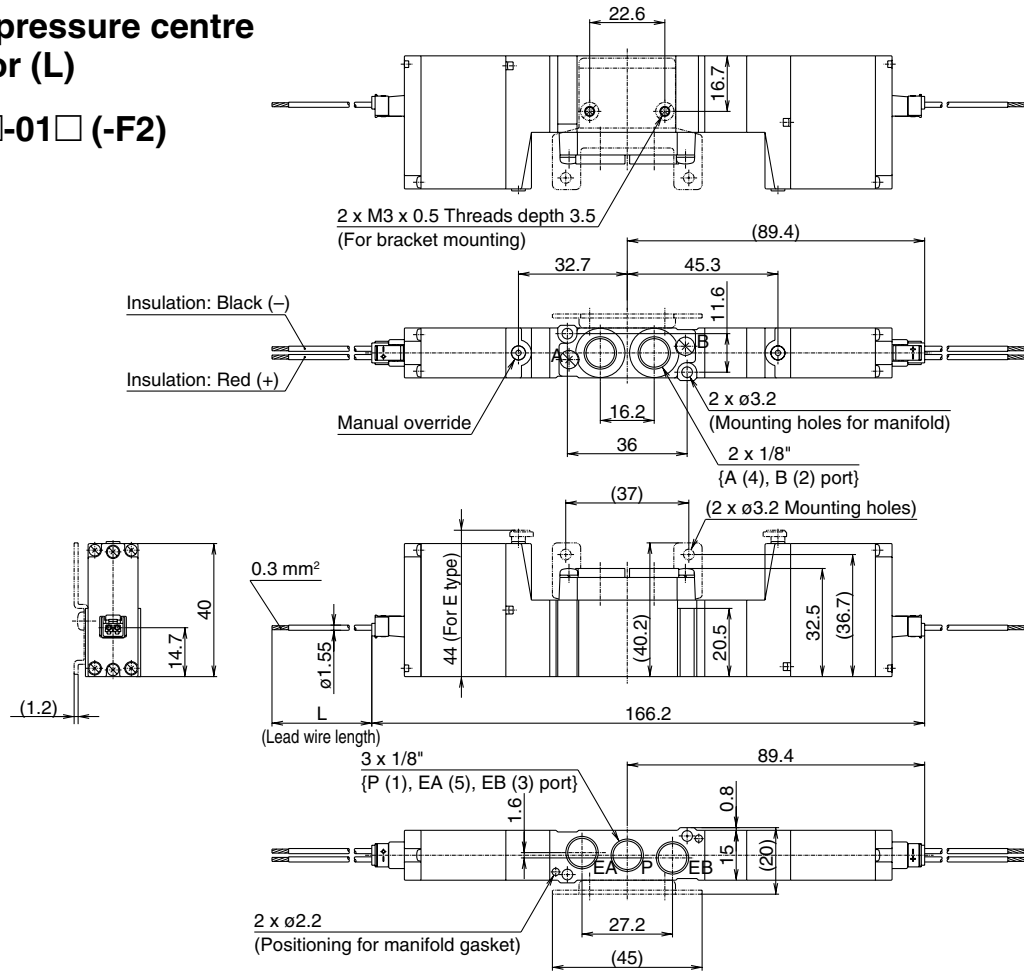 pressure centre
or (L)
-01□ (-F2)
22.6
16.7
2 x M3 x 0.5 Threads depth 3.5
(For bracket mounting)
(89.4)
32.7
45.3
11.6
Insulation: Black (–)
Insulation: Red (+)
A
B
Manual override
16.2
36
2 x ø3.2
(Mounting holes for manifold)
2 x 1/8"
{A (4), B (2) port}
(37)
(2 x ø3.2 Mounting holes)
0.3 mm²
40
14.7
(1.2)
ø1.55
44 (For E type)
(40.2)
20.5
32.5
(36.7)
L
(Lead wire length)
166.2
3 x 1/8"
{P (1), EA (5), EB (3) port}
89.4
1.6
0.8
15
(20)
EA
P
EB
2 x ø2.2
(Positioning for manifold gasket)
27.2
(45)